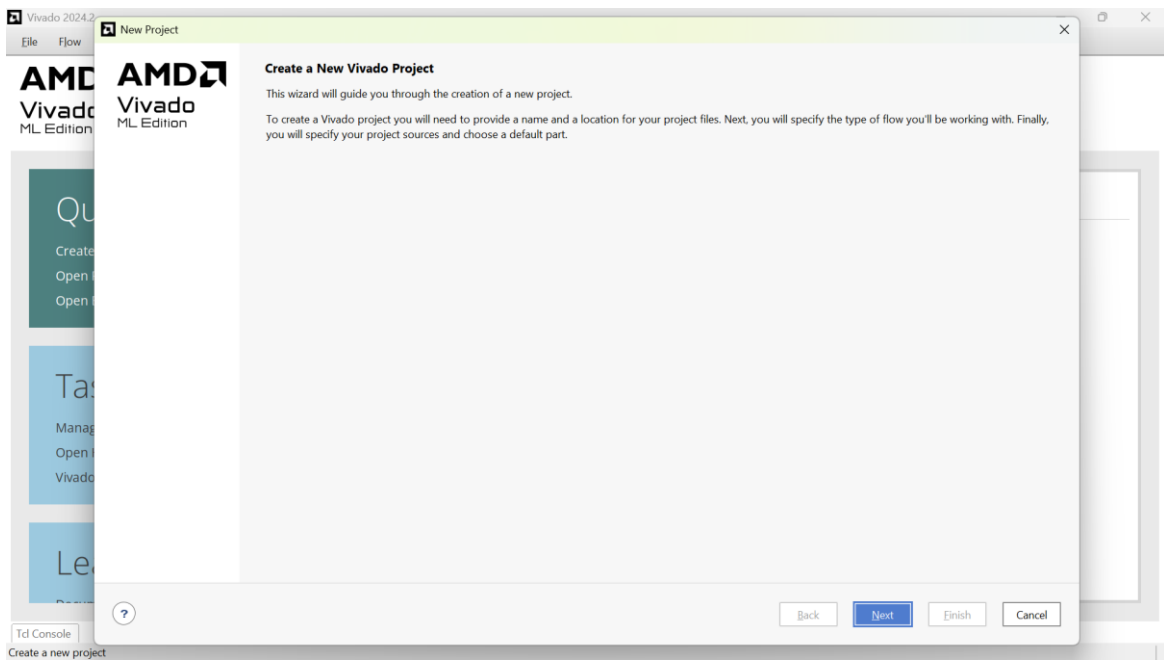 Vivado 2024.2
File Flow
AMD
Vivado
ML Edition
New Project
AMD
Vivado
ML Edition
Create a New Vivado Project
This wizard will guide you through the creation of a new project.
To create a Vivado project you will need to provide a name and a location for your project files. Next, you will specify the type of flow you'll be working with. Finally,
you will specify your project sources and choose a default part.
Qu
Create
Open
Open
Manag
Open
Vivado
Le
? Back Next Finish Cancel
Tcl Console
Create a new project